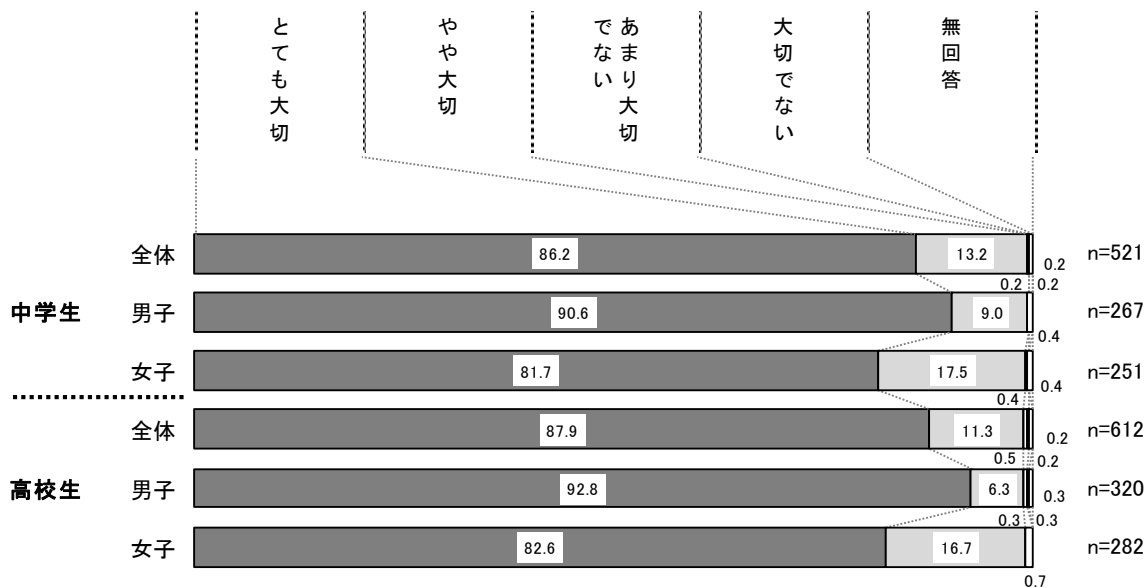 とても大切
やや大切
あまり大切
でない
大切でない
無回答
全体
86.2
13.2
0.2
0.2
0.2
n=521
中学生
男子
90.6
9.0
0.4
n=267
女子
81.7
17.5
0.4
0.4
n=251
全体
87.9
11.3
0.5
0.2
0.2
n=612
高校生
男子
92.8
6.3
0.3
0.3
0.3
n=320
女子
82.6
16.7
0.7
n=282